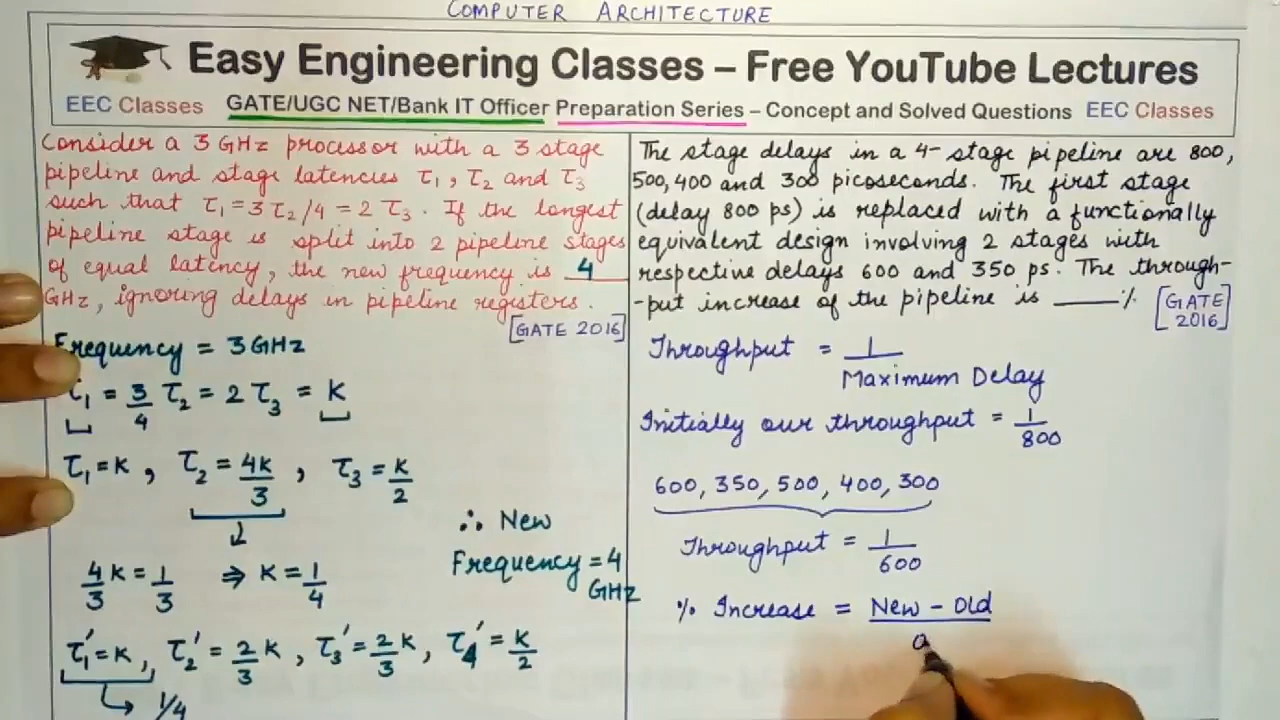 COMPUTER ARCHITECTURE
Easy Engineering Classes – Free YouTube Lectures
EEC Classes GATE/UGC NET/Bank IT Officer Preparation Series – Concept and Solved Questions EEC Classes
Consider a 3 GHz processor with a 3 stage
pipeline and stage latencies τ₁, τ₂ and τ₃
such that τ₁ = 3τ₂/4 = 2τ₃. If the longest
pipeline stage is split into 2 pipeline stages
of equal latency, the new frequency is 4
GHz, ignoring delays in pipeline registers.
[GATE 2016]
Frequency = 3GHz
τ₁ = 3/4 τ₂ = 2 τ₃ = K
τ₁ = K, τ₂ = 4K/3, τ₃ = K/2
4/3 K = 1/3 ⇒ K = 1/4
τ₁' = K, τ₂' = 2/3 K, τ₃' = 2/3 K, τ₄' = K/2
1/4
∴ New
Frequency = 4
GHz
The stage delays in a 4-stage pipeline are 800,
500, 400 and 300 picoseconds. The first stage
(delay 800 ps) is replaced with a functionally
equivalent design involving 2 stages with
respective delays 600 and 350 ps. The through-
-put increase of the pipeline is ____ %
[GATE
2016]
Throughput = 1/Maximum Delay
Initially our throughput = 1/800
600, 350, 500, 400, 300
Throughput = 1/600
% Increase = New - Old